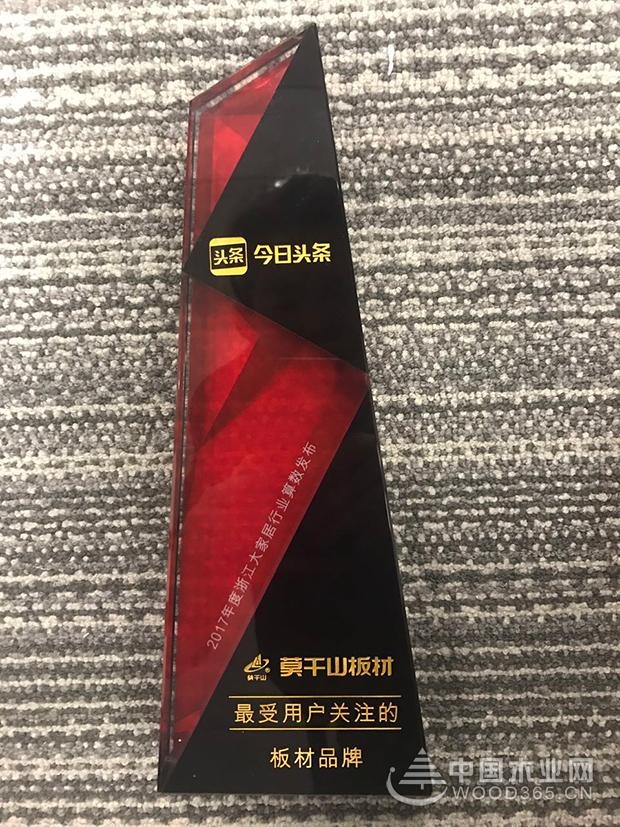 头条 今日头条
2017年度浙江大家居行业算数发布
莫干山® 莫干山板材
最受用户关注的
板材品牌
中国木业网
WOOD365.CN